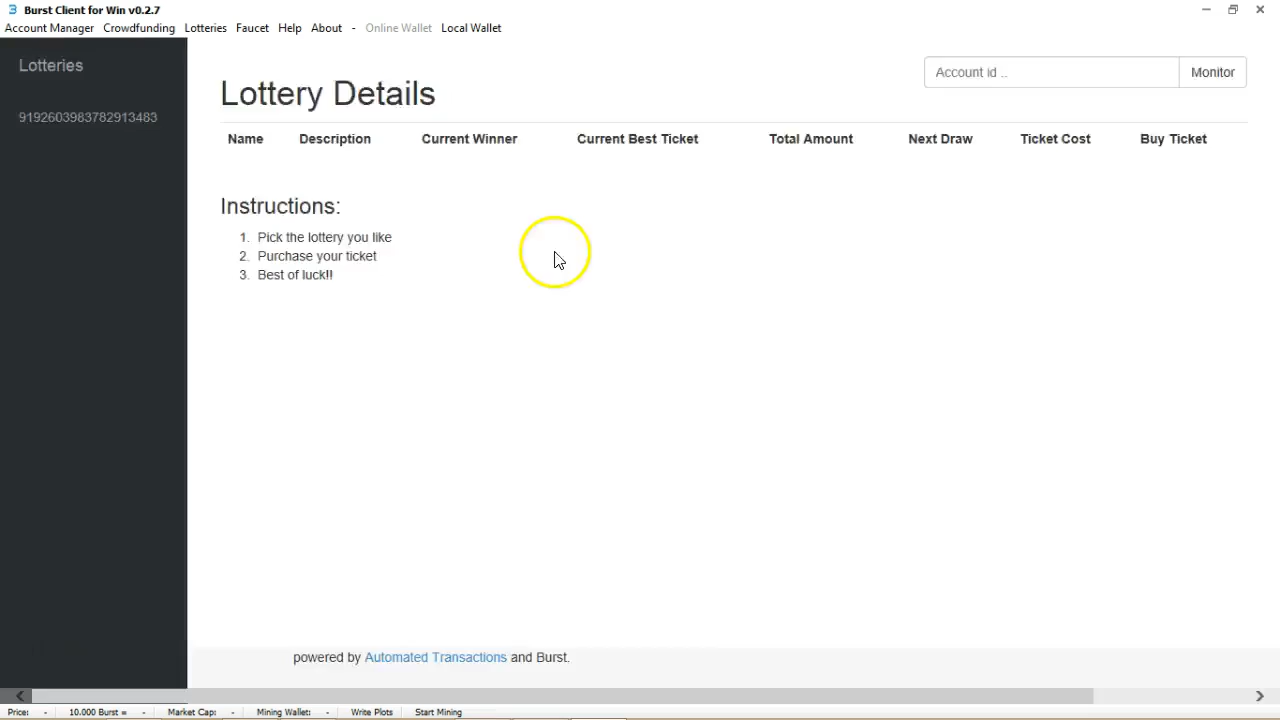 Burst Client for Win v0.2.7
Account Manager Crowdfunding Lotteries Faucet Help About - Online Wallet Local Wallet
Lotteries
9192603983782913483
Account id ..
Monitor
Lottery Details
Name Description Current Winner Current Best Ticket Total Amount Next Draw Ticket Cost Buy Ticket
Instructions:
1. Pick the lottery you like
2. Purchase your ticket
3. Best of luck!!
powered by Automated Transactions and Burst.
Price: - 10.000 Burst = - Market Cap: - Mining Wallet: - Write Plots Start Mining